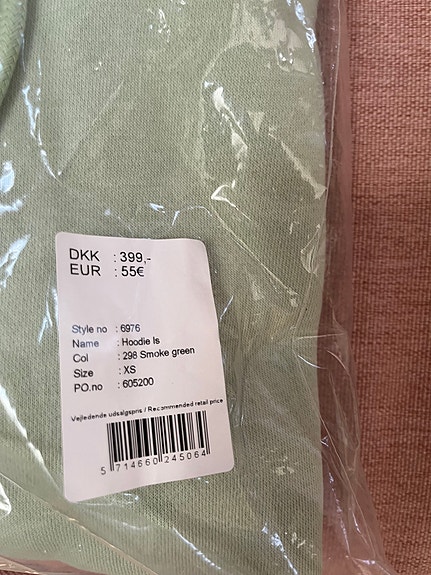 DKK : 399,-
EUR : 55€
Style no : 6976
Name : Hoodie ls
Col : 298 Smoke green
Size : XS
PO.no : 605200
Vejledende udsalgspris / Recommended retail price
5 714660 245064